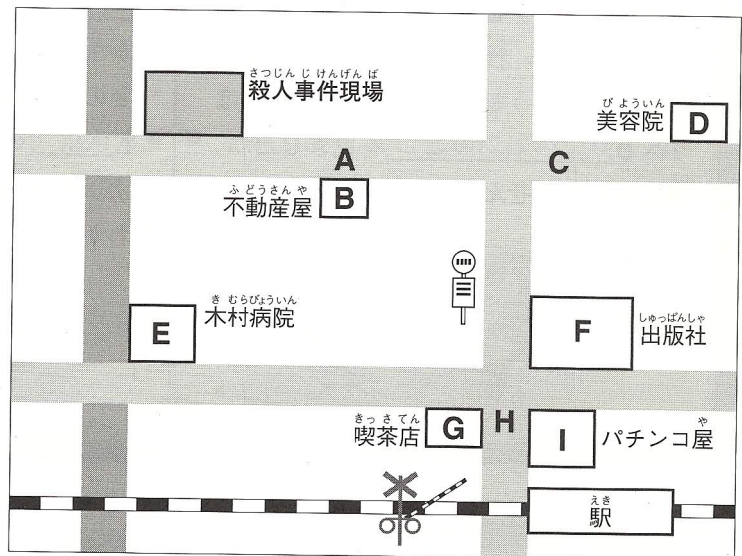 さつじんじけんげんば
殺人事件現場
びよういん
美容院
D
A
C
ふどうさんや
不動産屋
B
きむらびょういん
木村病院
E
F
しゅっぱんしゃ
出版社
きっさてん
喫茶店
G
H
I
パチンコ屋
や
えき
駅